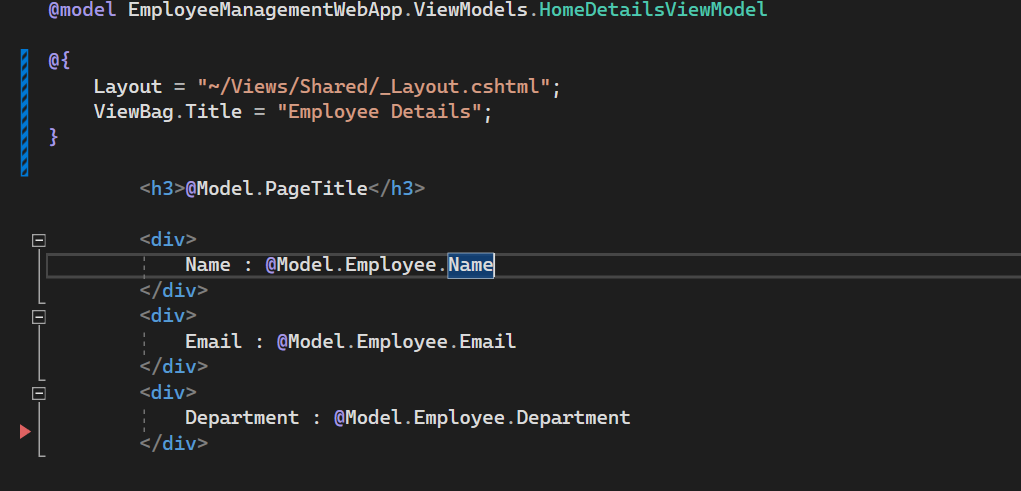 @model EmployeeManagementWebApp.ViewModels.HomeDetailsViewModel
@{
Layout = "~/Views/Shared/_Layout.cshtml";
ViewBag.Title = "Employee Details";
}
<h3>@Model.PageTitle</h3>
<div>
Name : @Model.Employee.Name
</div>
<div>
Email : @Model.Employee.Email
</div>
<div>
Department : @Model.Employee.Department
</div>